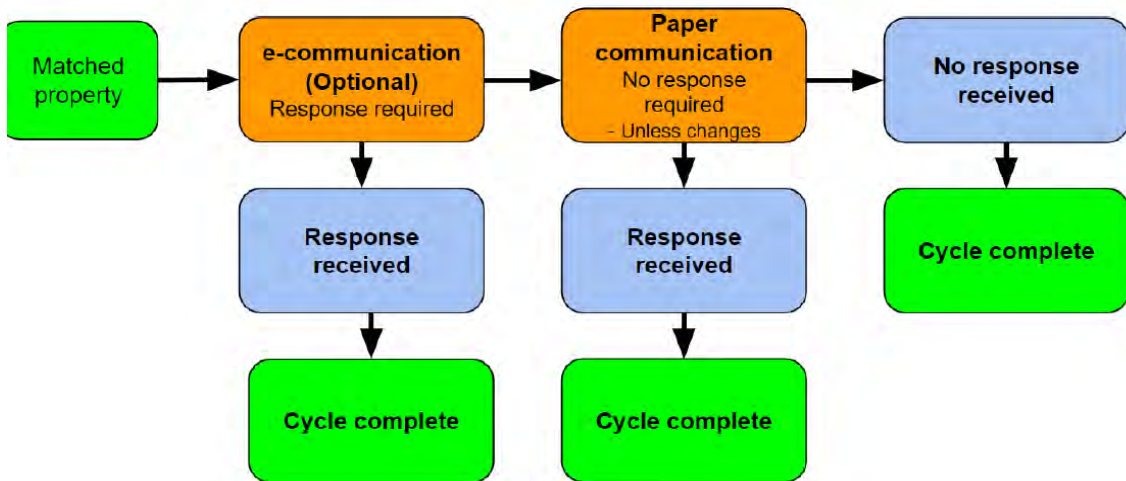 Matched
property
e-communication
(Optional)
Response required
Paper
communication
No response
required
- Unless changes
No response
received
Response
received
Response
received
Cycle complete
Cycle complete
Cycle complete